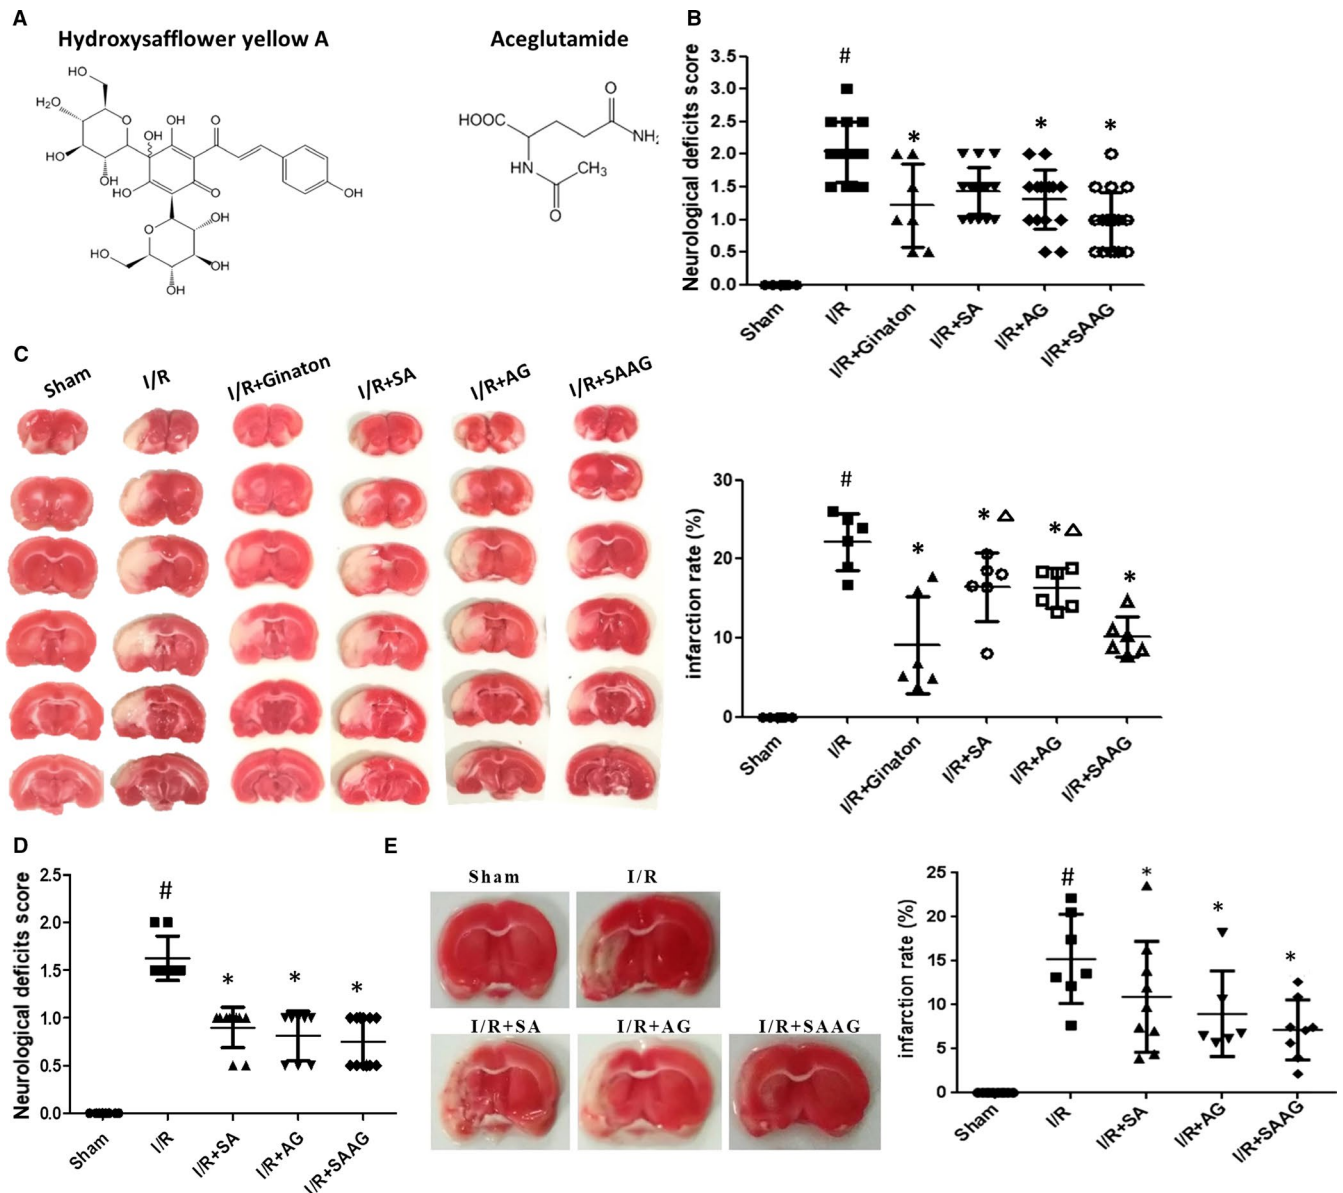 A
Hydroxysafflower yellow A
HO
H₂O
HO
OH
HO
O
OH
OH
O
O
OH
O
OH
HO
OH
OH
OH
Aceglutamide
O
HOOC
NH₂
HN
CH₃
O
B
Neurological deficits score
3.5
3.0
2.5
2.0
1.5
1.0
0.5
0.0
#
*
*
*
Sham
I/R
I/R+Ginaton
I/R+SA
I/R+AG
I/R+SAAG
C
Sham
I/R
I/R+Ginaton
I/R+SA
I/R+AG
I/R+SAAG
infarction rate (%)
30
20
10
0
#
*
* △
* △
*
Sham
I/R
I/R+Ginaton
I/R+SA
I/R+AG
I/R+SAAG
D
Neurological deficits score
2.5
2.0
1.5
1.0
0.5
0.0
#
*
*
*
Sham
I/R
I/R+SA
I/R+AG
I/R+SAAG
E
Sham
I/R
I/R+SA
I/R+AG
I/R+SAAG
infarction rate (%)
25
20
15
10
5
0
#
*
*
*
Sham
I/R
I/R+SA
I/R+AG
I/R+SAAG